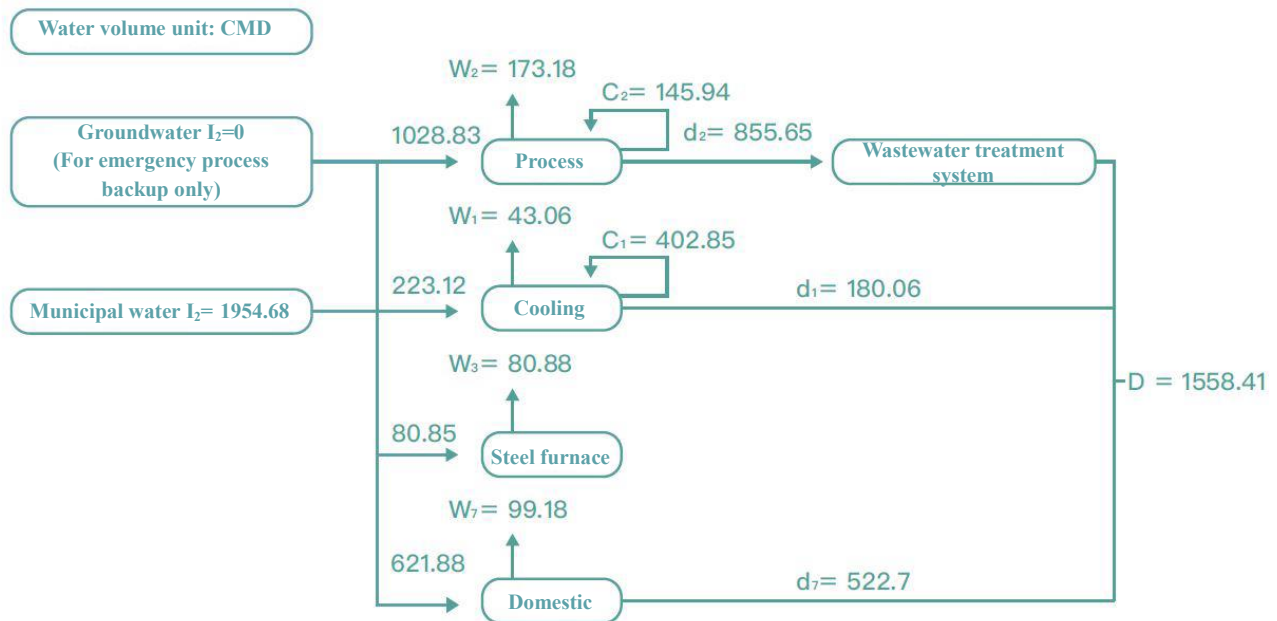 Water volume unit: CMD
Groundwater I₂=0
(For emergency process
backup only)
Municipal water I₂= 1954.68
W₂= 173.18
C₂= 145.94
1028.83
Process
d₂= 855.65
Wastewater treatment
system
W₁= 43.06
C₁= 402.85
223.12
Cooling
d₁= 180.06
W₃= 80.88
80.85
Steel furnace
D = 1558.41
W₇= 99.18
621.88
Domestic
d₇= 522.7